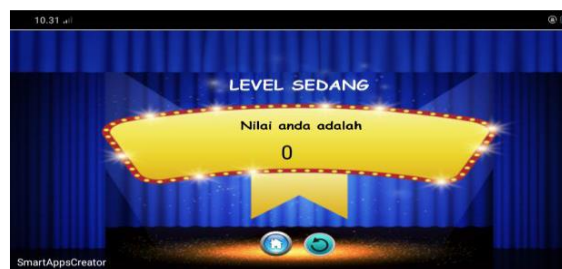 10.31
LEVEL SEDANG
Nilai anda adalah
0
SmartAppsCreator